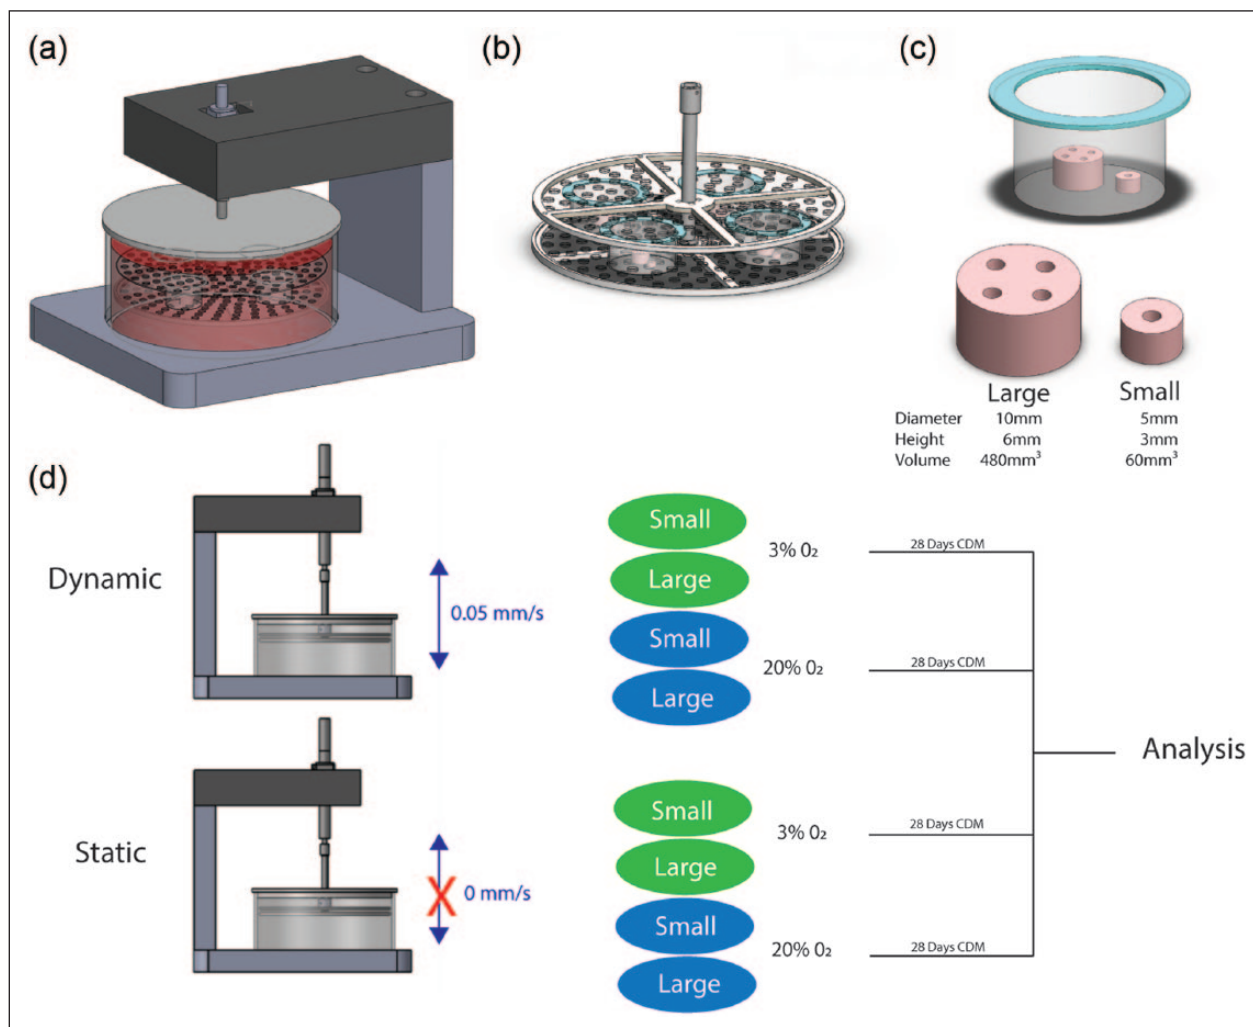 (a)
(b)
(c)
Large Small
Diameter 10mm 5mm
Height 6mm 3mm
Volume 480mm³ 60mm³
(d)
Dynamic
0.05 mm/s
Small
3% O₂
28 Days CDM
Large
Small
20% O₂
28 Days CDM
Large
Static
0 mm/s
Small
3% O₂
28 Days CDM
Large
Small
20% O₂
28 Days CDM
Large
Analysis